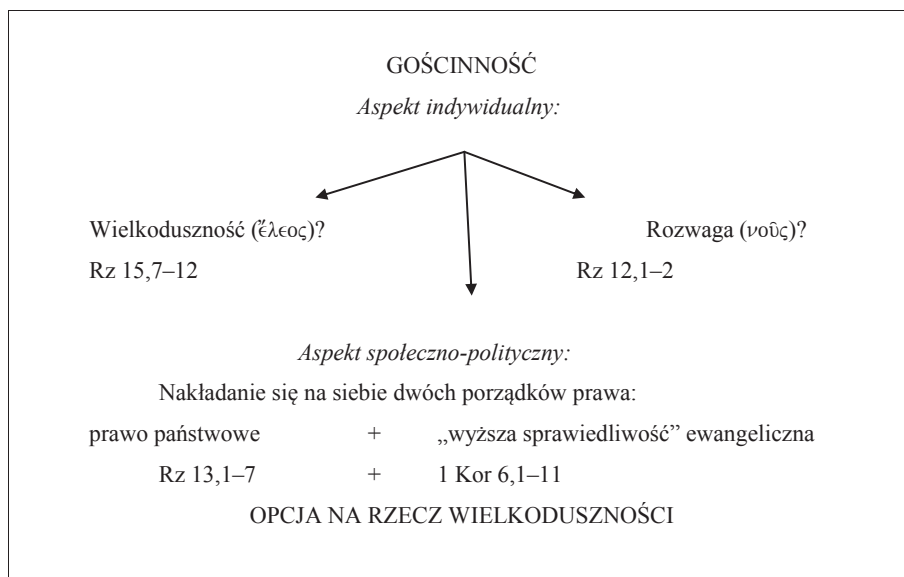 GOŚCINNOŚĆ
Aspekt indywidualny:
Wielkoduszność (ἔλεος)? Rozwaga (νοῦς)?
Rz 15,7–12 Rz 12,1–2
Aspekt społeczno-polityczny:
Nakładanie się na siebie dwóch porządków prawa:
prawo państwowe + „wyższa sprawiedliwość” ewangeliczna
Rz 13,1–7 + 1 Kor 6,1–11
OPCJA NA RZECZ WIELKODUSZNOŚCI